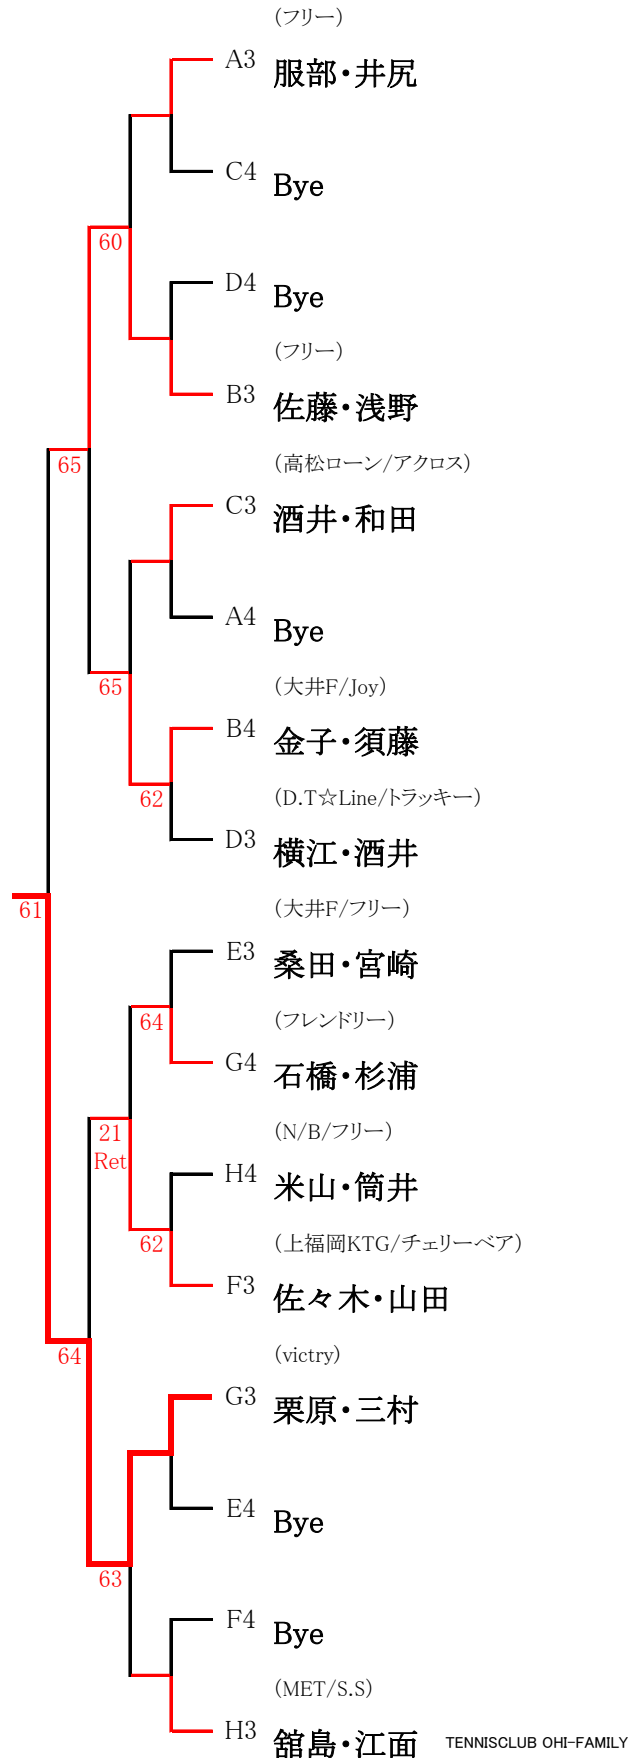 (フリー)
A3 服部・井尻
C4 Bye
60
D4 Bye
(フリー)
B3 佐藤・浅野
65
(高松ローン/アクロス)
C3 酒井・和田
A4 Bye
65
(大井F/Joy)
B4 金子・須藤
62
(D.T☆Line/トラッキー)
D3 横江・酒井
61
(大井F/フリー)
E3 桑田・宮崎
64
(フレンドリー)
G4 石橋・杉浦
21
Ret
(N/B/フリー)
H4 米山・筒井
62
(上福岡KTG/チェリーベア)
F3 佐々木・山田
64
(victry)
G3 栗原・三村
E4 Bye
63
F4 Bye
(MET/S.S)
H3 舘島・江面
TENNISCLUB OHI-FAMILY